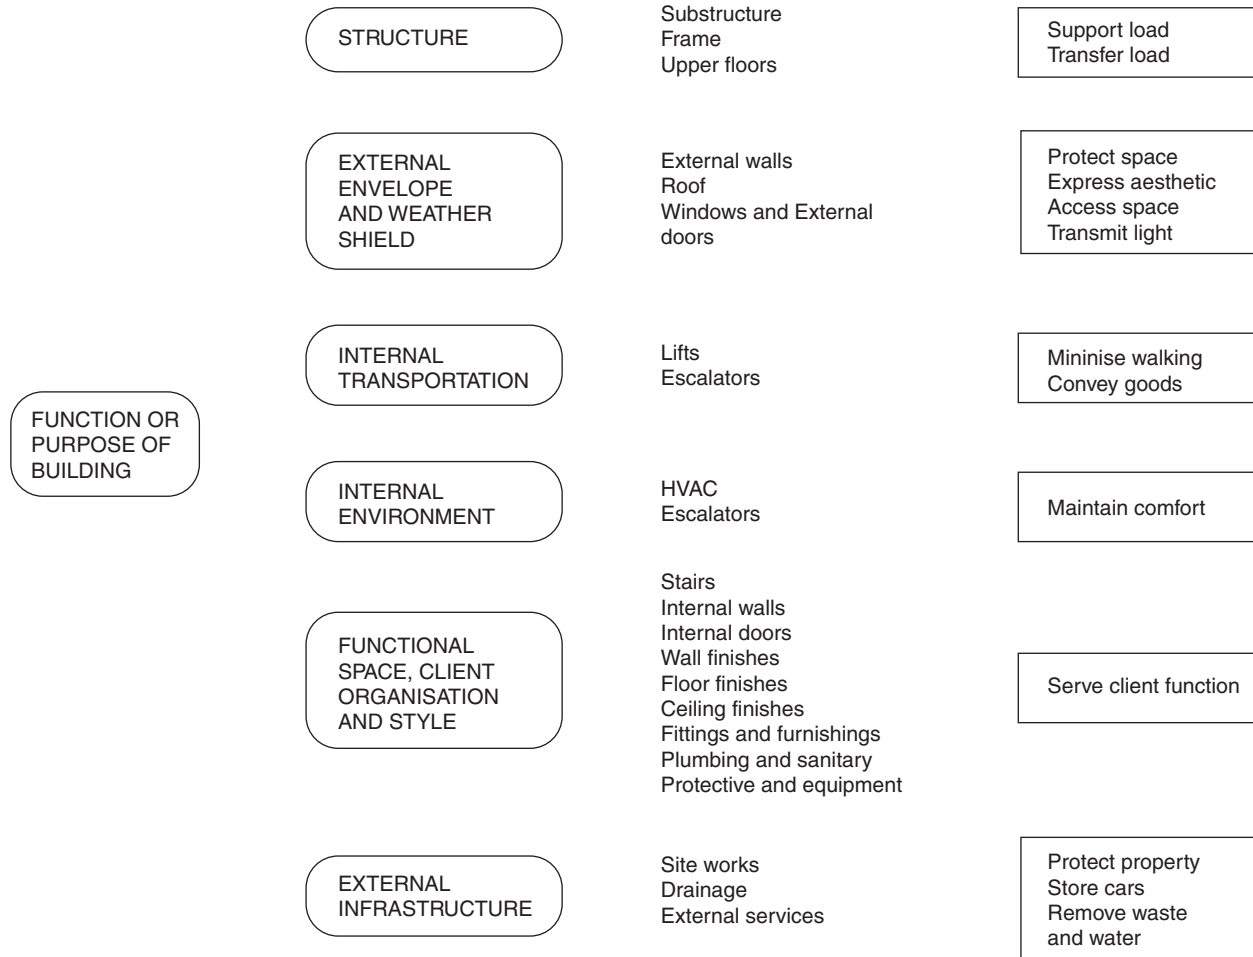 STRUCTURE
Substructure
Frame
Upper floors
Support load
Transfer load
EXTERNAL
ENVELOPE
AND WEATHER
SHIELD
External walls
Roof
Windows and External
doors
Protect space
Express aesthetic
Access space
Transmit light
INTERNAL
TRANSPORTATION
Lifts
Escalators
Mininise walking
Convey goods
FUNCTION OR
PURPOSE OF
BUILDING
INTERNAL
ENVIRONMENT
HVAC
Escalators
Maintain comfort
FUNCTIONAL
SPACE, CLIENT
ORGANISATION
AND STYLE
Stairs
Internal walls
Internal doors
Wall finishes
Floor finishes
Ceiling finishes
Fittings and furnishings
Plumbing and sanitary
Protective and equipment
Serve client function
EXTERNAL
INFRASTRUCTURE
Site works
Drainage
External services
Protect property
Store cars
Remove waste
and water